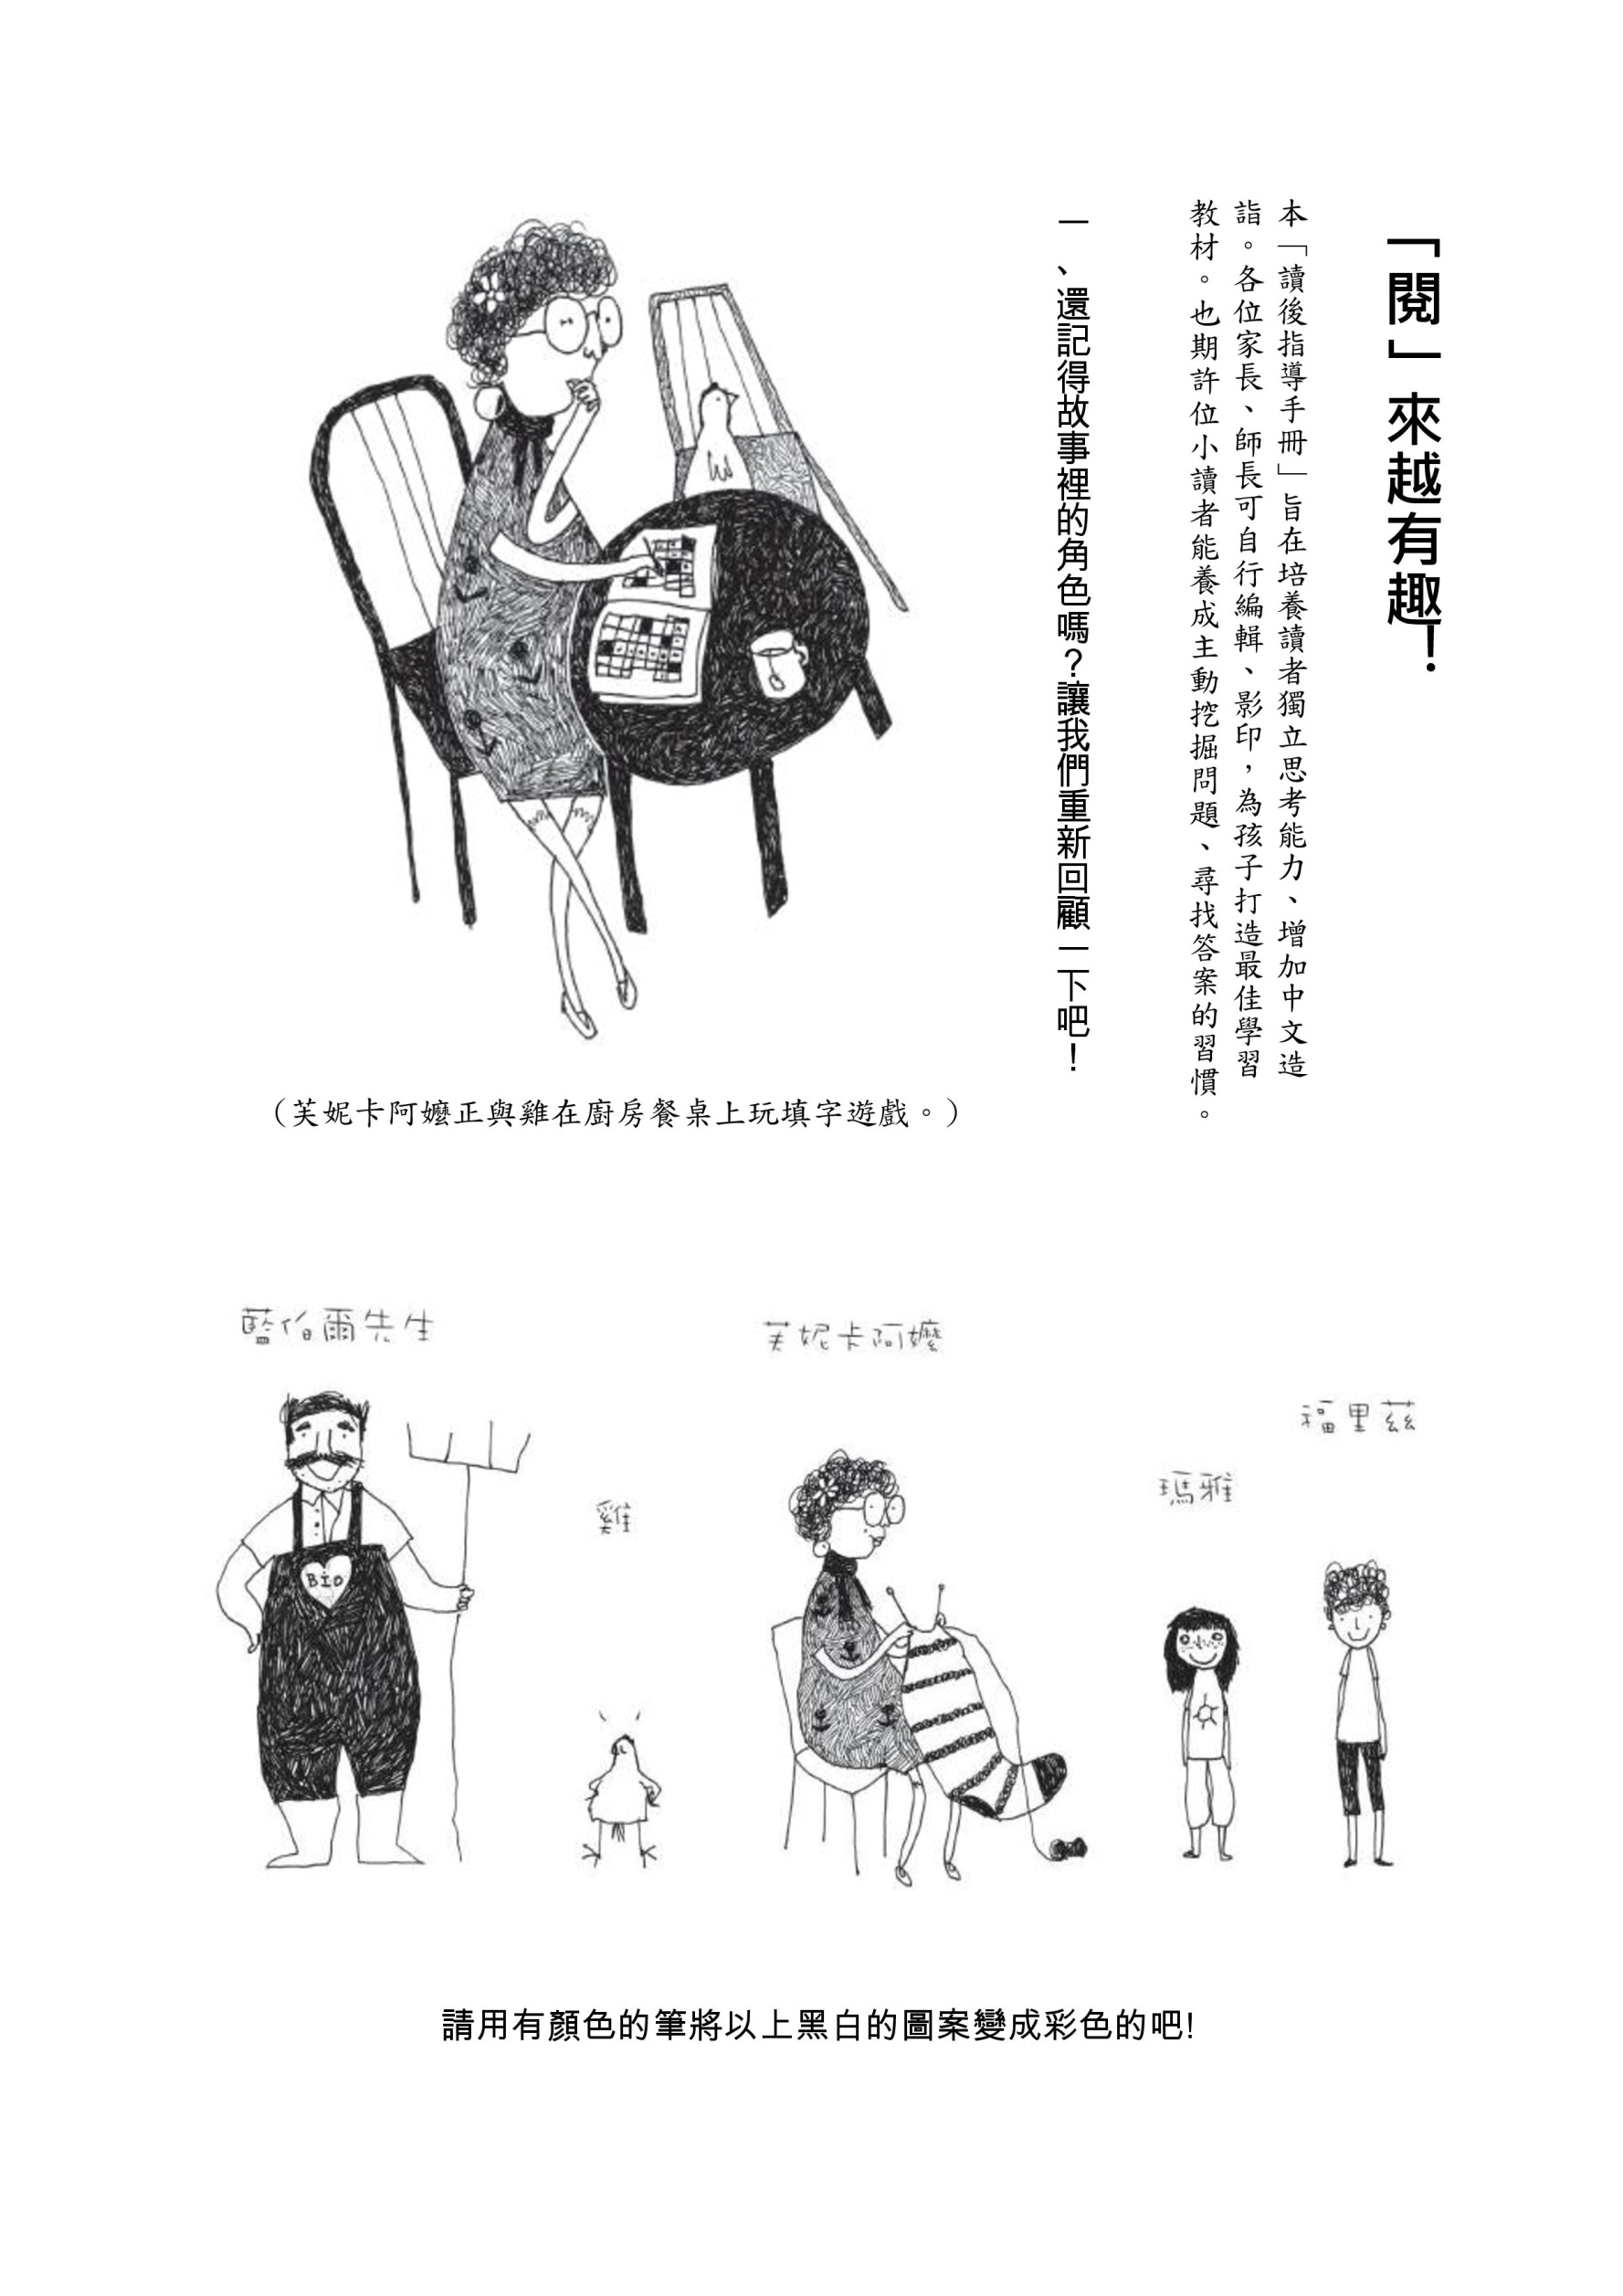 「閱」來越有趣！
本「讀後指導手冊」旨在培養讀者獨立思考能力、增加中文造
詣。各位家長、師長可自行編輯、影印，為孩子打造最佳學習
教材。也期許位小讀者能養成主動挖掘問題、尋找答案的習慣。
一、還記得故事裡的角色嗎？讓我們重新回顧一下吧！
（芙妮卡阿嬤正與雞在廚房餐桌上玩填字遊戲。）
藍伯爾先生
芙妮卡阿嬤
福里茲
瑪雅
雞
BIO
請用有顏色的筆將以上黑白的圖案變成彩色的吧!